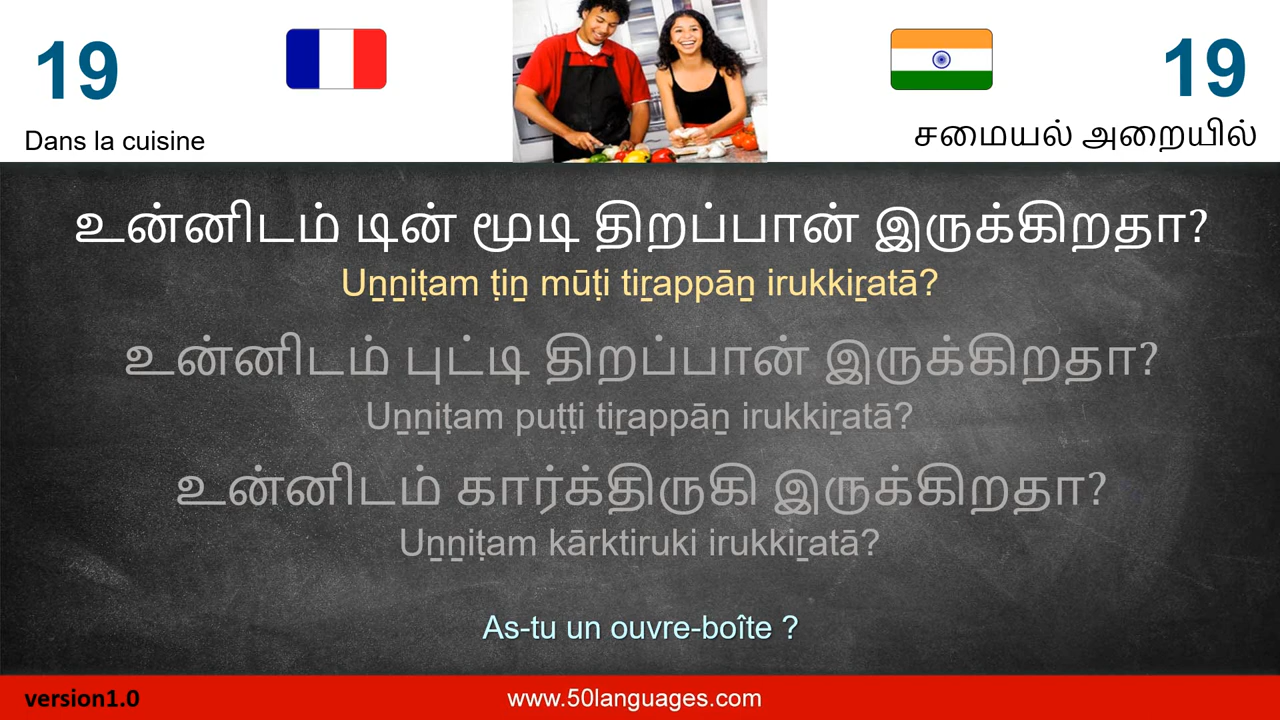 19
19
Dans la cuisine
சமையல் அறையில்
உன்னிடம் டின் மூடி திறப்பான் இருக்கிறதா?
Uṉṉiṭam ṭiṉ mūṭi tiṟappāṉ irukkiṟatā?
உன்னிடம் புட்டி திறப்பான் இருக்கிறதா?
Uṉṉiṭam puṭṭi tiṟappāṉ irukkiṟatā?
உன்னிடம் கார்க்திருகி இருக்கிறதா?
Uṉṉiṭam kārktiruki irukkiṟatā?
As-tu un ouvre-boîte ?
version1.0
www.50languages.com